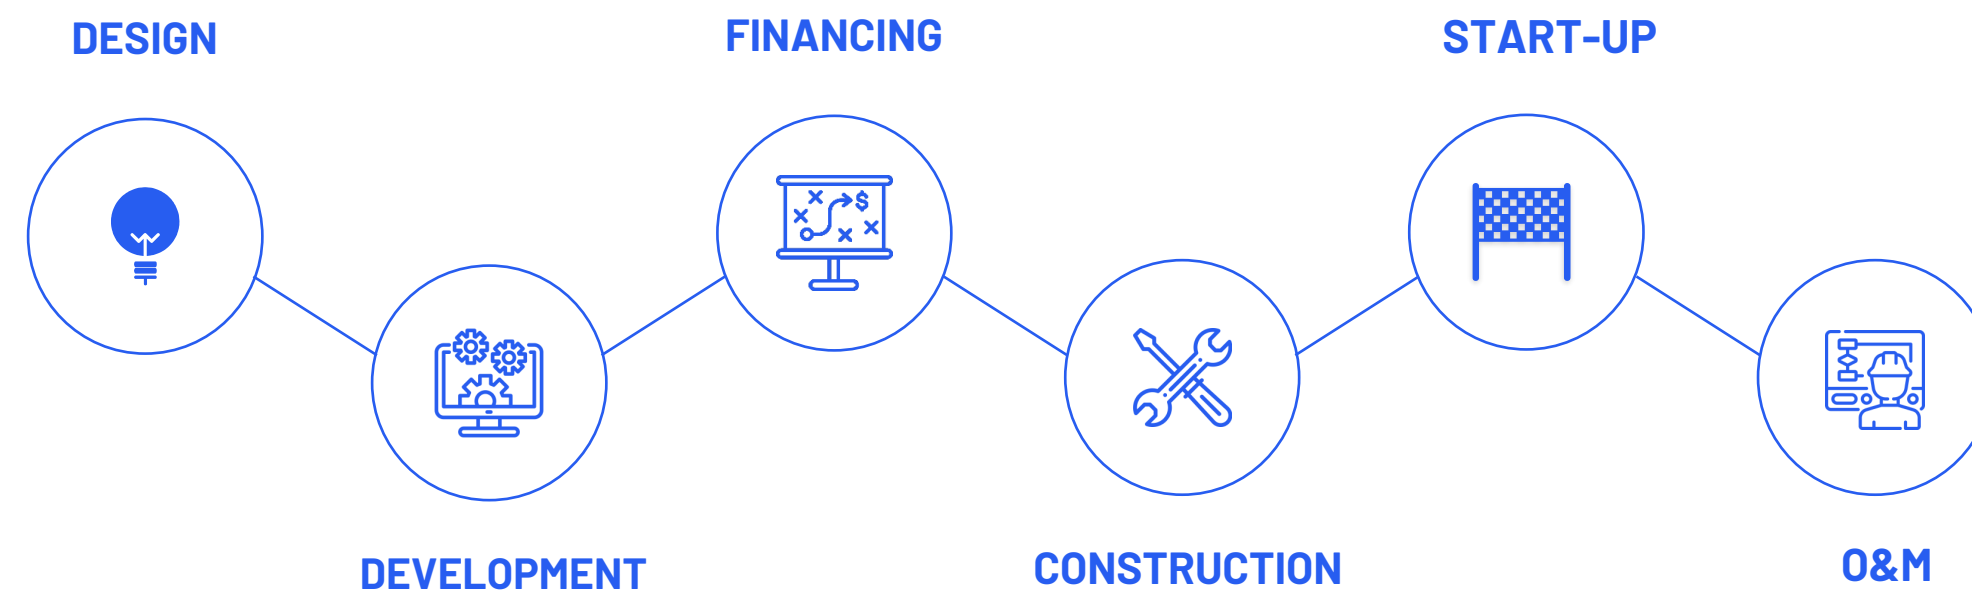 DESIGN
DEVELOPMENT
FINANCING
$
CONSTRUCTION
START-UP
O&M